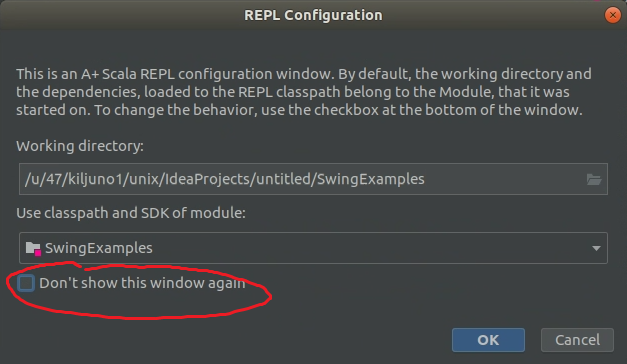 REPL Configuration
This is an A+ Scala REPL configuration window. By default, the working directory and
the dependencies, loaded to the REPL classpath belong to the Module, that it was
started on. To change the behavior, use the checkbox at the bottom of the window.
Working directory:
/u/47/kiljuno1/unix/IdeaProjects/untitled/SwingExamples
Use classpath and SDK of module:
SwingExamples
Don't show this window again
OK Cancel